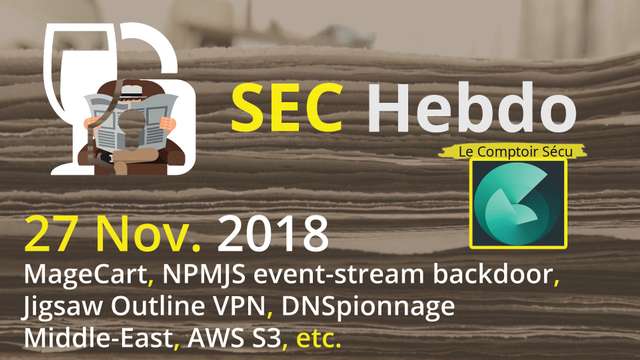 SEC Hebdo
Le Comptoir Sécu
27 Nov. 2018
MageCart, NPMJS event-stream backdoor,
Jigsaw Outline VPN, DNSpionnage
Middle-East, AWS S3, etc.